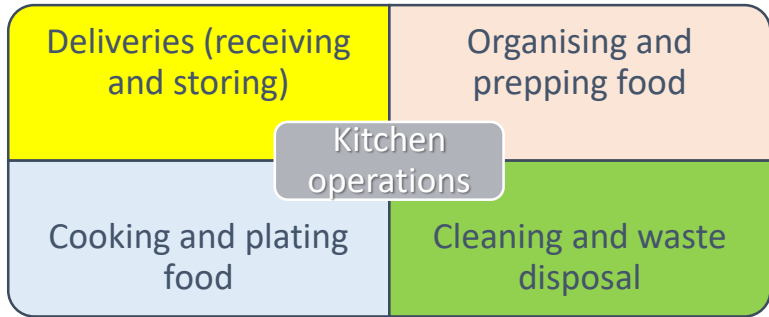 Deliveries (receiving
and storing)
Organising and
prepping food
Kitchen
operations
Cooking and plating
food
Cleaning and waste
disposal